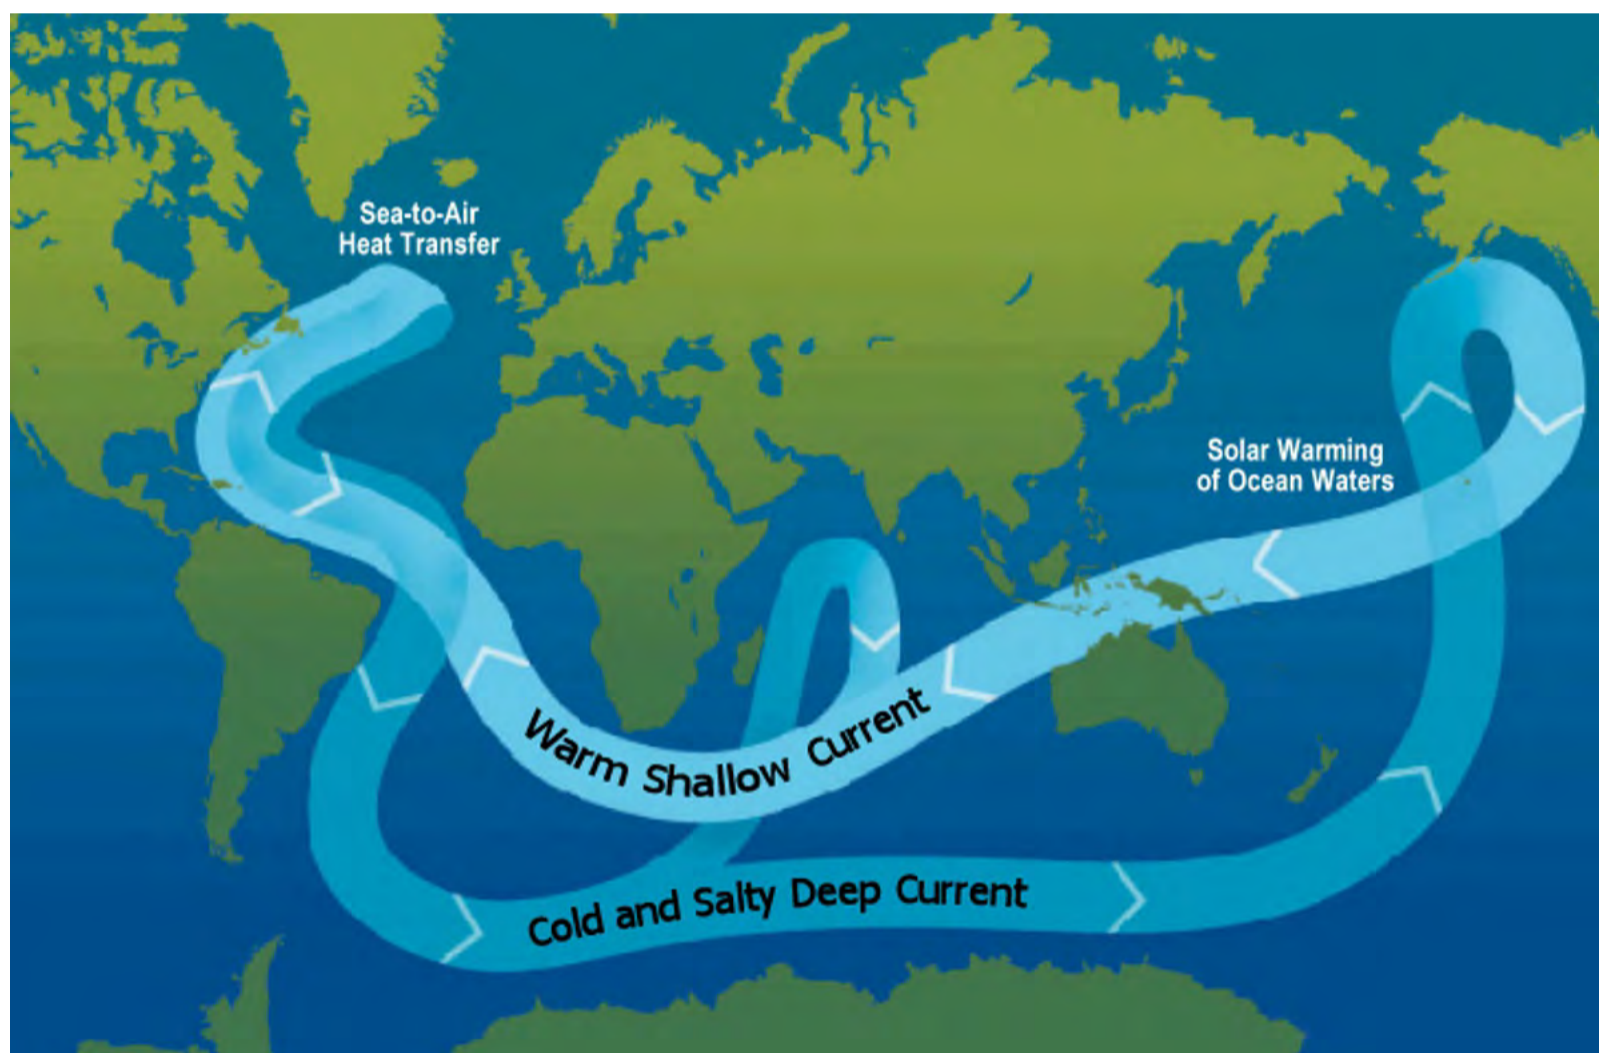 Sea-to-Air
Heat Transfer
Solar Warming
of Ocean Waters
Warm Shallow Current
Cold and Salty Deep Current